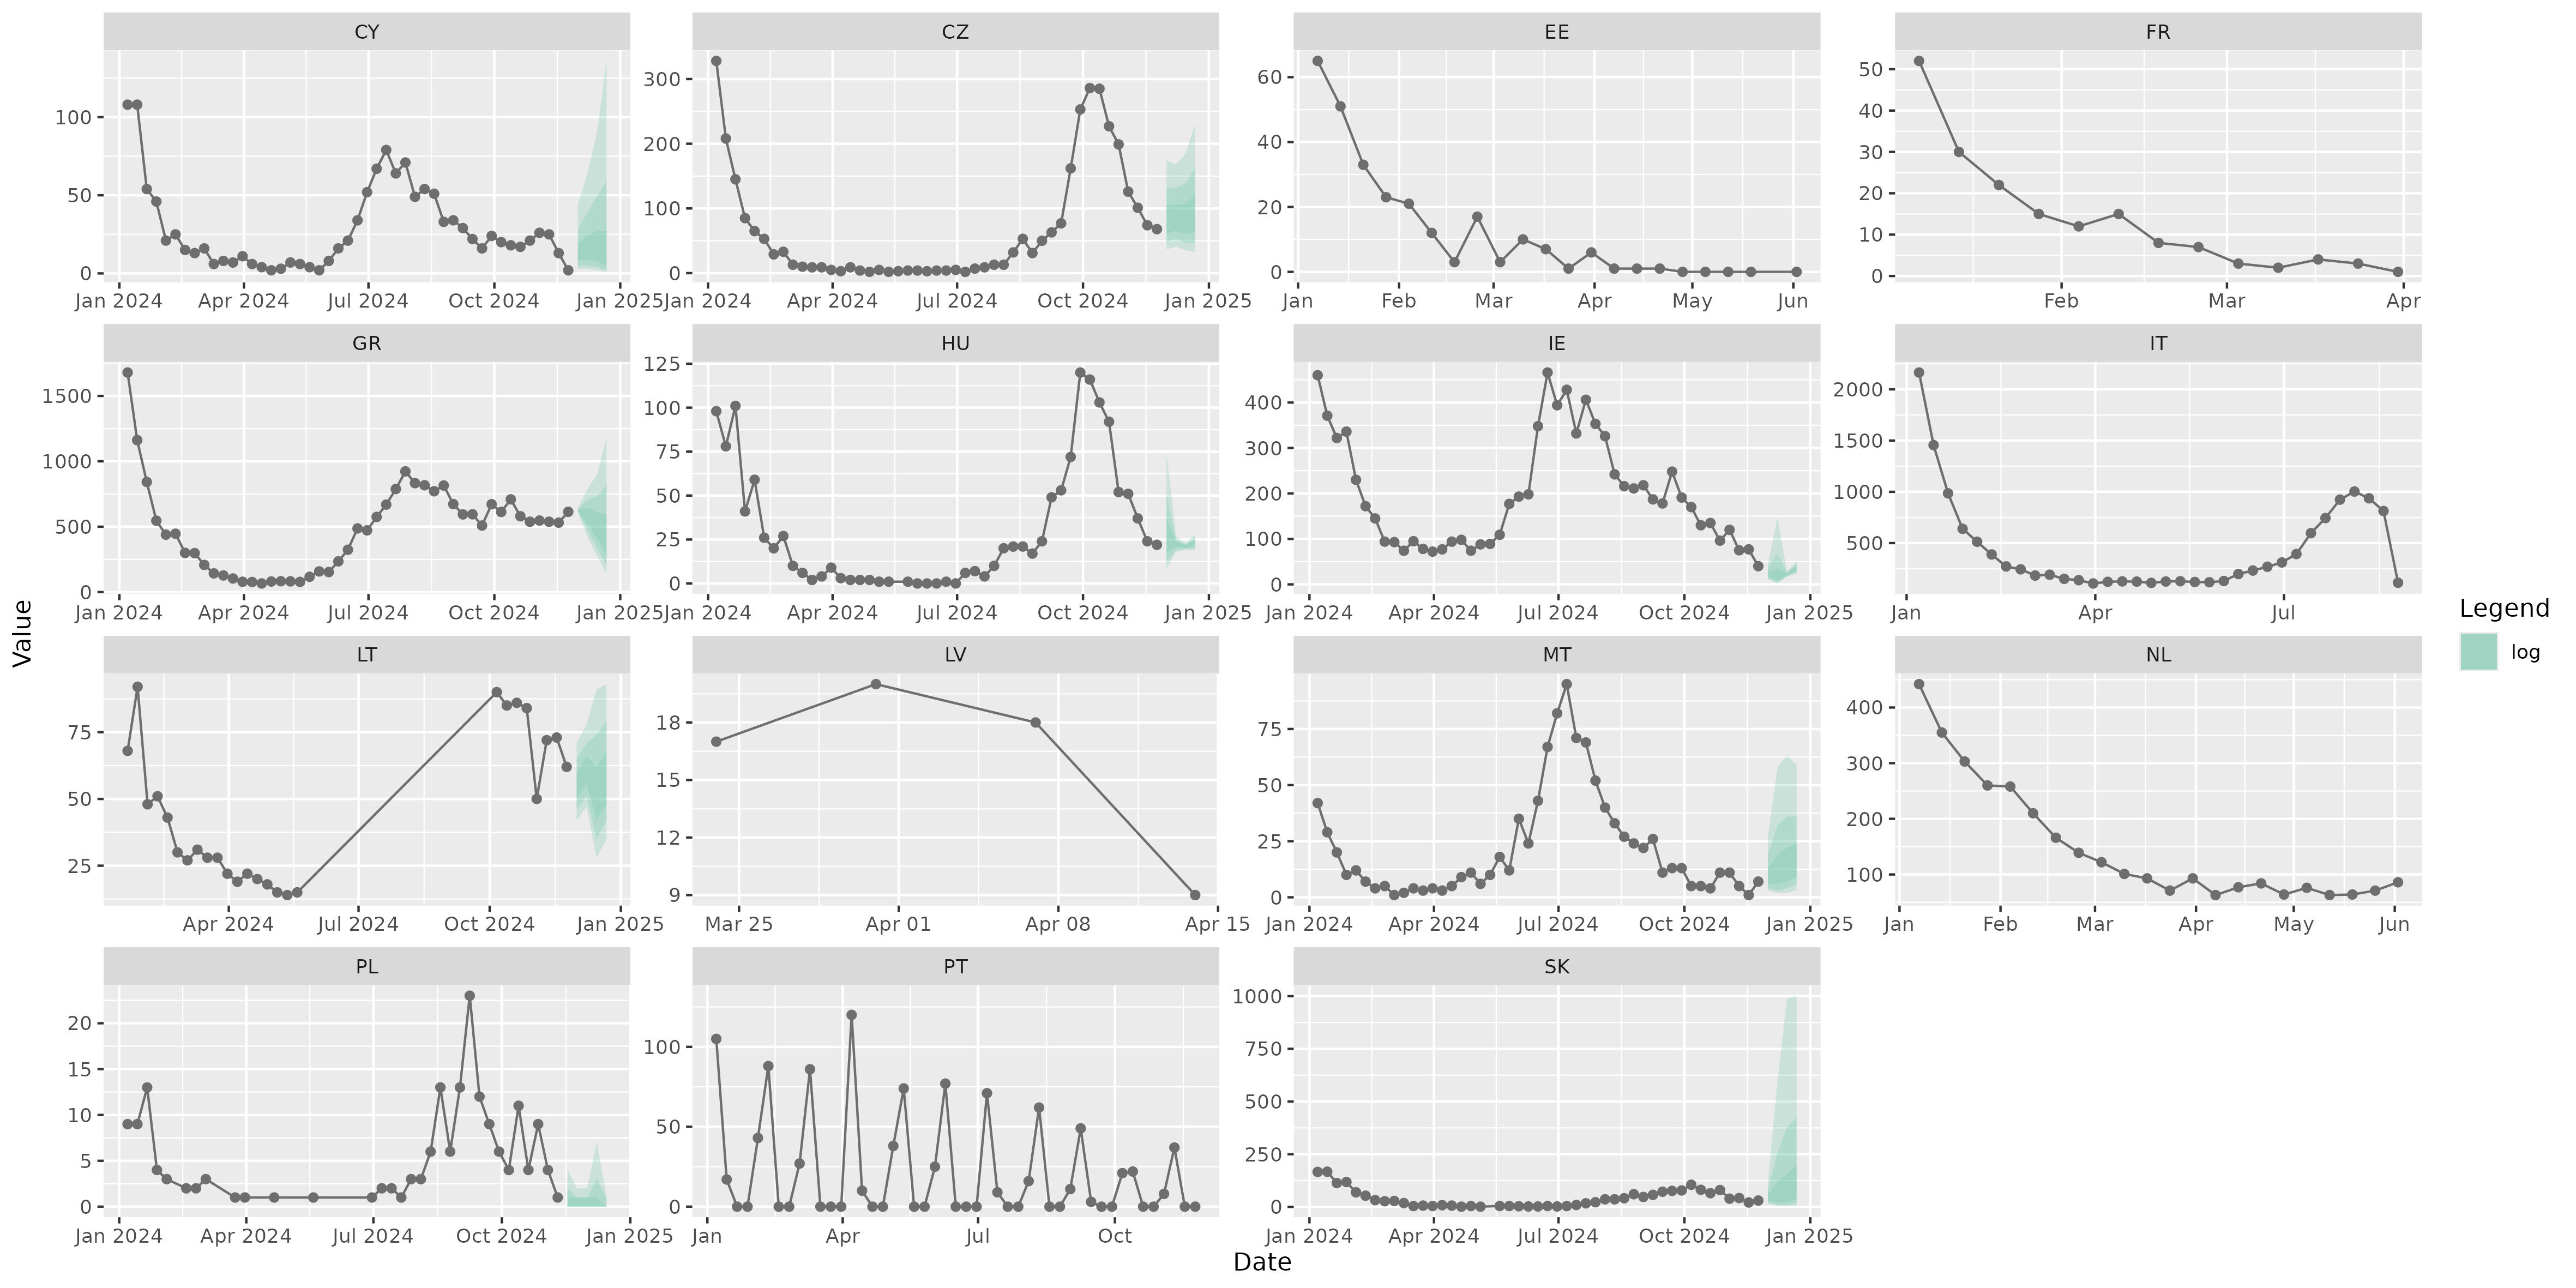 CY CZ EE FR
100 50 0
300 200 100 0
60 40 20 0
50 40 30 20 10 0
Jan 2024 Apr 2024 Jul 2024 Oct 2024 Jan 2025
Jan 2024 Apr 2024 Jul 2024 Oct 2024 Jan 2025
Jan Feb Mar Apr May Jun
Feb Mar Apr
GR HU IE IT
1500 1000 500 0
125 100 75 50 25 0
400 300 200 100 0
2000 1500 1000 500
Jan 2024 Apr 2024 Jul 2024 Oct 2024 Jan 2025
Jan 2024 Apr 2024 Jul 2024 Oct 2024 Jan 2025
Jan 2024 Apr 2024 Jul 2024 Oct 2024 Jan 2025
Jan Apr Jul
LT LV MT NL
75 50 25
18 15 12 9
75 50 25 0
400 300 200 100
Apr 2024 Jul 2024 Oct 2024 Jan 2025
Mar 25 Apr 01 Apr 08 Apr 15
Jan 2024 Apr 2024 Jul 2024 Oct 2024 Jan 2025
Jan Feb Mar Apr May Jun
PL PT SK
20 15 10 5 0
100 50 0
1000 750 500 250 0
Jan 2024 Apr 2024 Jul 2024 Oct 2024 Jan 2025
Jan Apr Jul Oct
Jan 2024 Apr 2024 Jul 2024 Oct 2024 Jan 2025
Value
Date
Legend
log